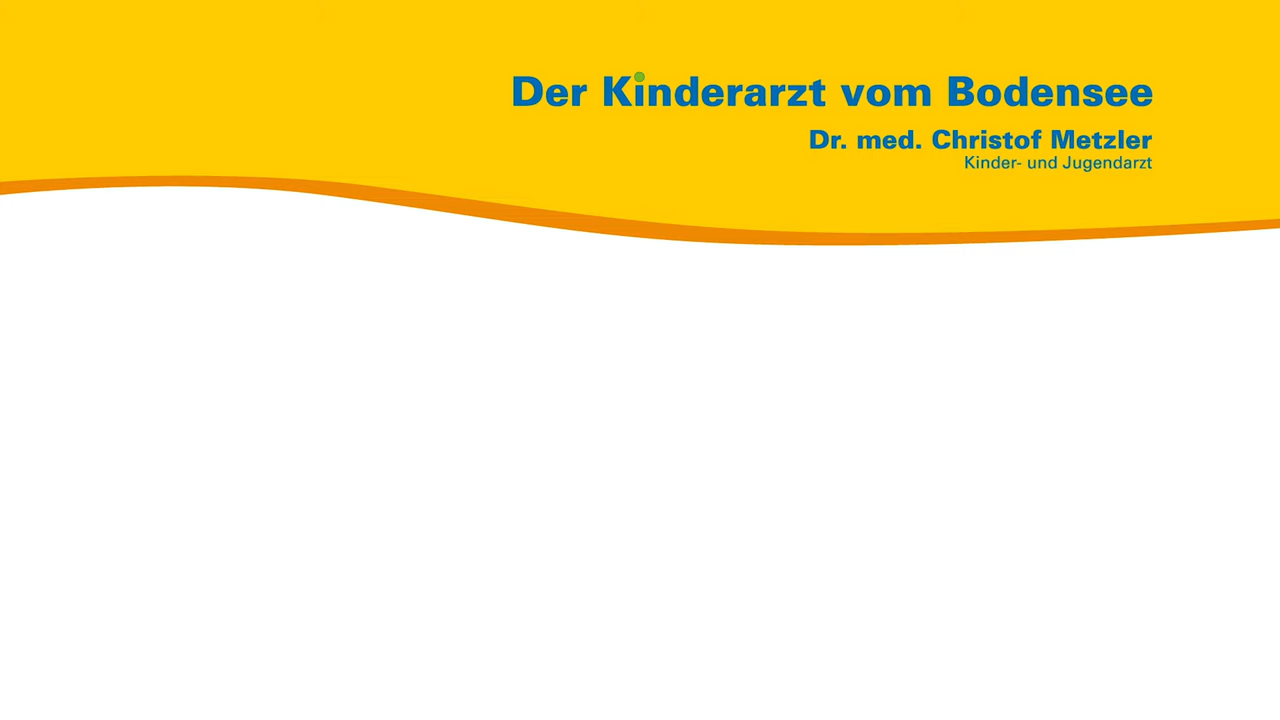 Der Kinderarzt vom Bodensee
Dr. med. Christof Metzler
Kinder- und Jugendarzt